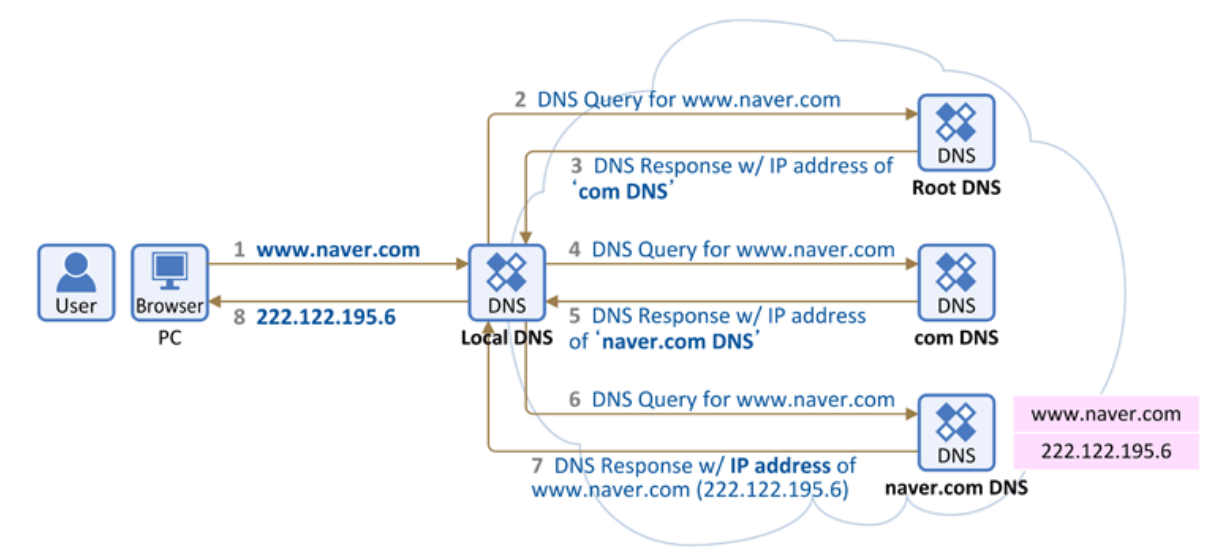 2 DNS Query for www.naver.com
DNS
Root DNS
3 DNS Response w/ IP address of
‘com DNS’
User
Browser
PC
1 www.naver.com
8 222.122.195.6
DNS
Local DNS
4 DNS Query for www.naver.com
5 DNS Response w/ IP address
of ‘naver.com DNS’
DNS
com DNS
6 DNS Query for www.naver.com
7 DNS Response w/ IP address of
www.naver.com (222.122.195.6)
DNS
naver.com DNS
www.naver.com
222.122.195.6